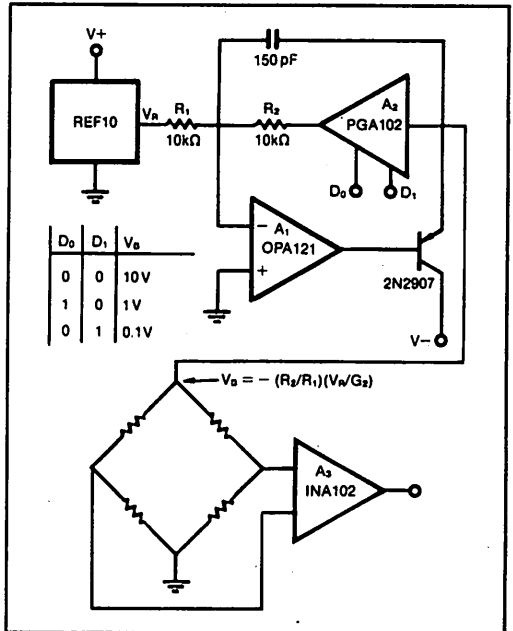 V+
150 pF
REF10
VR
R1
R2
A2
PGA102
10kΩ
10kΩ
D0
D1
−
A1
OPA121
+
2N2907
V−
D0 D1 VB
0 0 10V
1 0 1V
0 1 0.1V
VB = − (R2/R1)(VR/G2)
A3
INA102